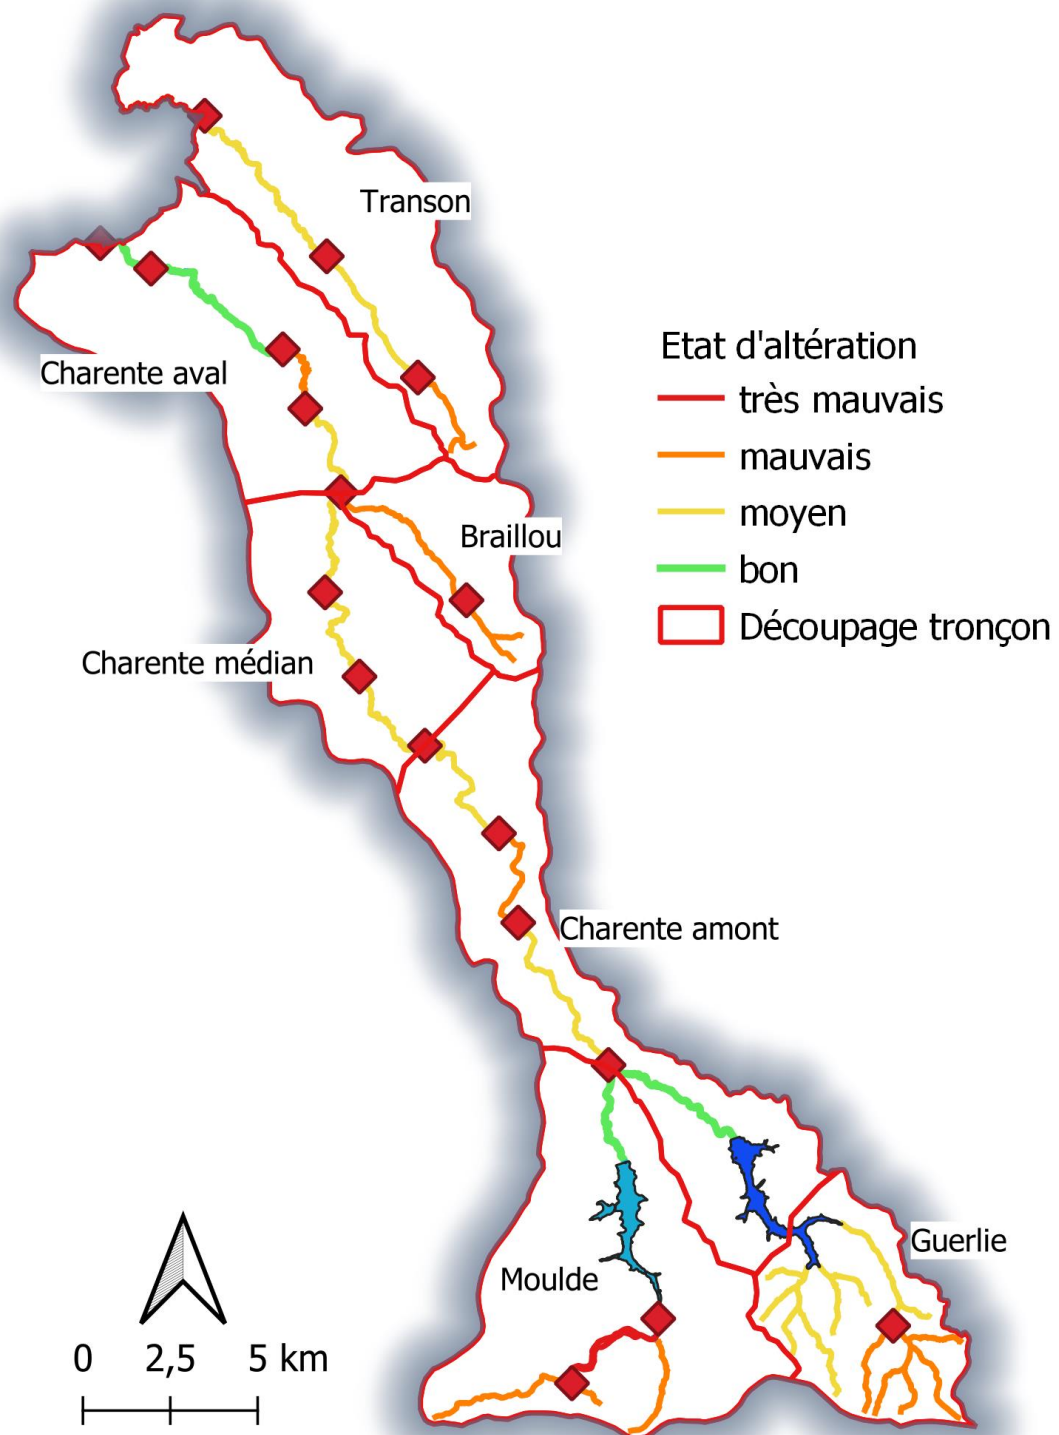 Transon
Charente aval
Etat d'altération
très mauvais
mauvais
moyen
bon
Découpage tronçon
Braillou
Charente médian
Charente amont
Guerlie
Moulde
0 2,5 5 km